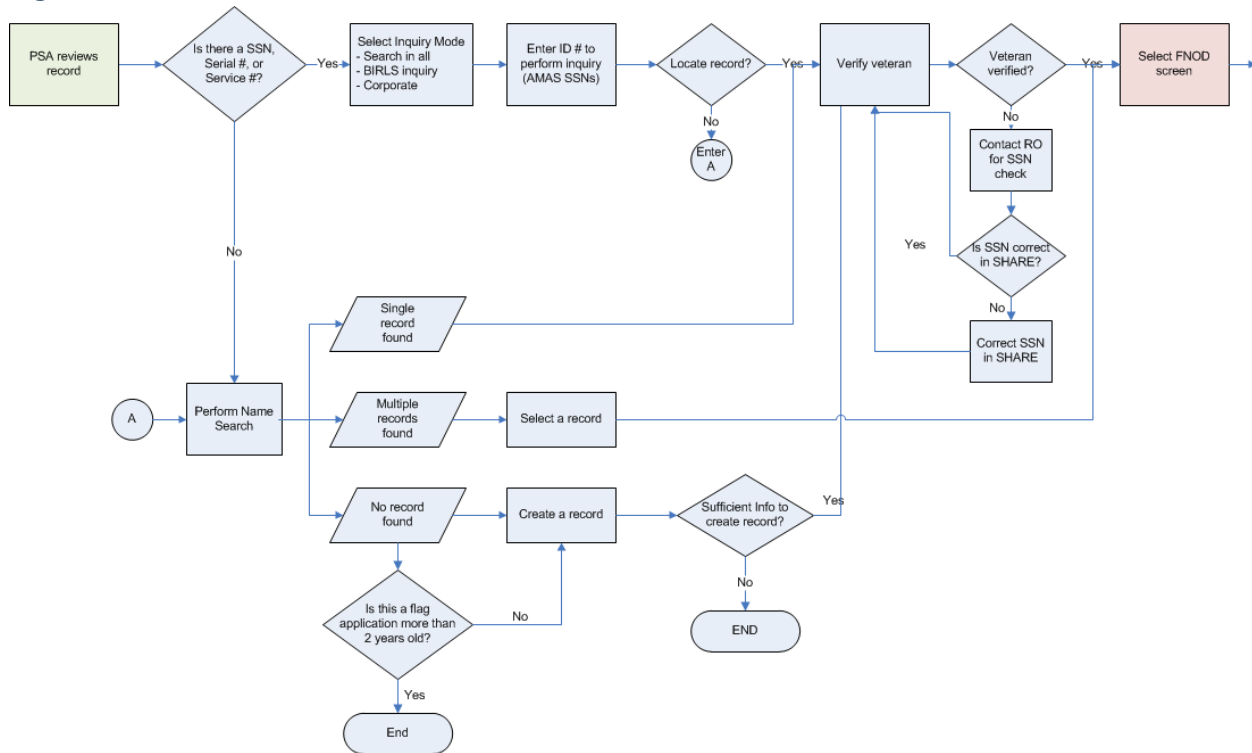 PSA reviews
record
Is there a SSN,
Serial #, or
Service #?
Yes
Select Inquiry Mode
- Search in all
- BIRLS inquiry
- Corporate
Enter ID # to
perform inquiry
(AMAS SSNs)
Locate record?
Yes
No
Enter
A
Verify veteran
Veteran
verified?
Yes
No
Select FNOD
screen
Contact RO
for SSN
check
Is SSN correct
in SHARE?
Yes
No
Correct SSN
in SHARE
No
A
Perform Name
Search
Single
record
found
Multiple
records
found
Select a record
No record
found
Create a record
Sufficient Info to
create record?
Yes
No
END
Is this a flag
application more than
2 years old?
No
Yes
End